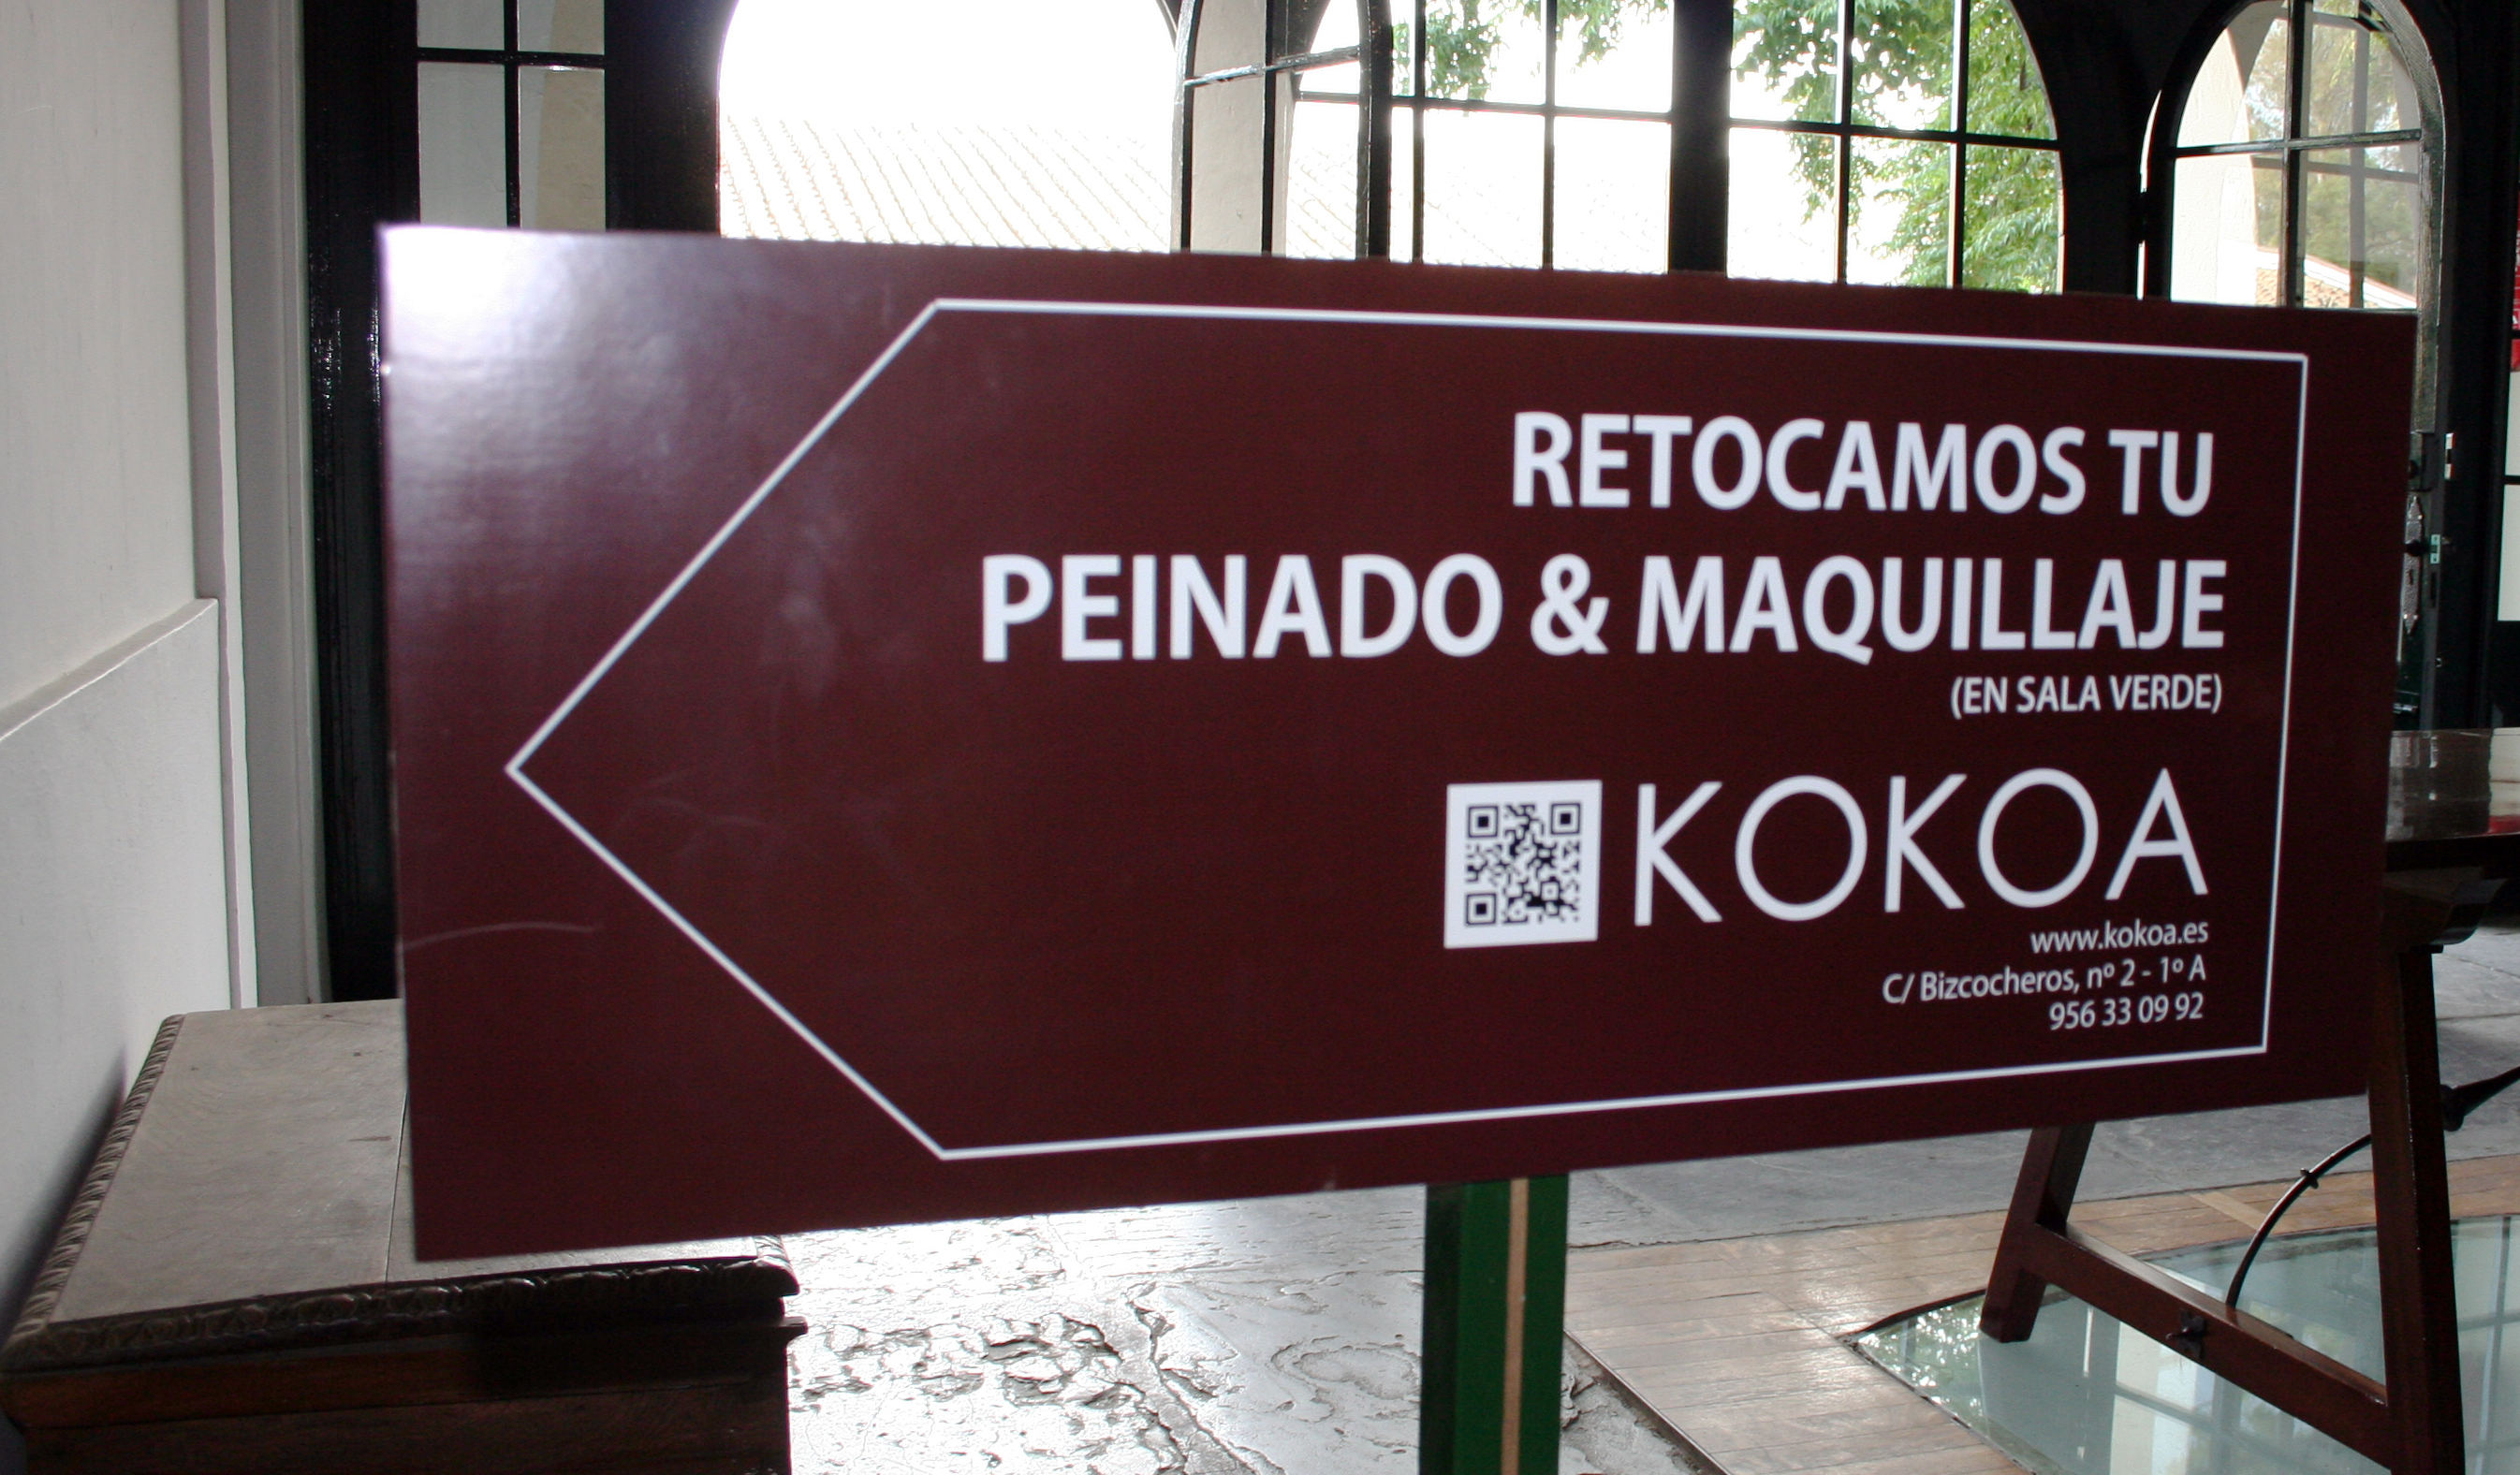 RETOCAMOS TU
PEINADO & MAQUILLAJE
(EN SALA VERDE)
KOKOA
www.kokoa.es
C/ Bizcocheros, nº 2 - 1º A
956 33 09 92